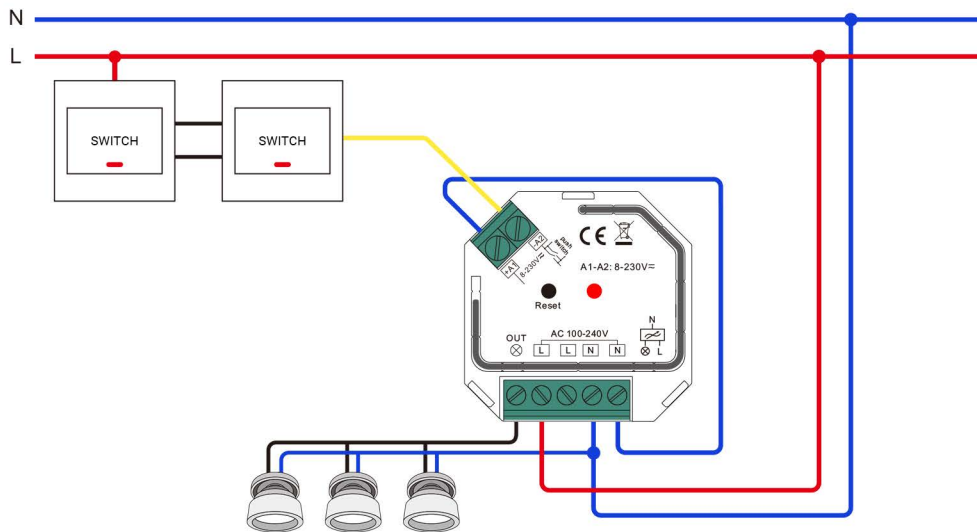 N
L
SWITCH
SWITCH
-A2
push
switch
+A1
8-230V≂
CE
A1-A2: 8-230V≂
Reset
N
OUT
AC 100-240V
L
L
N
N
L